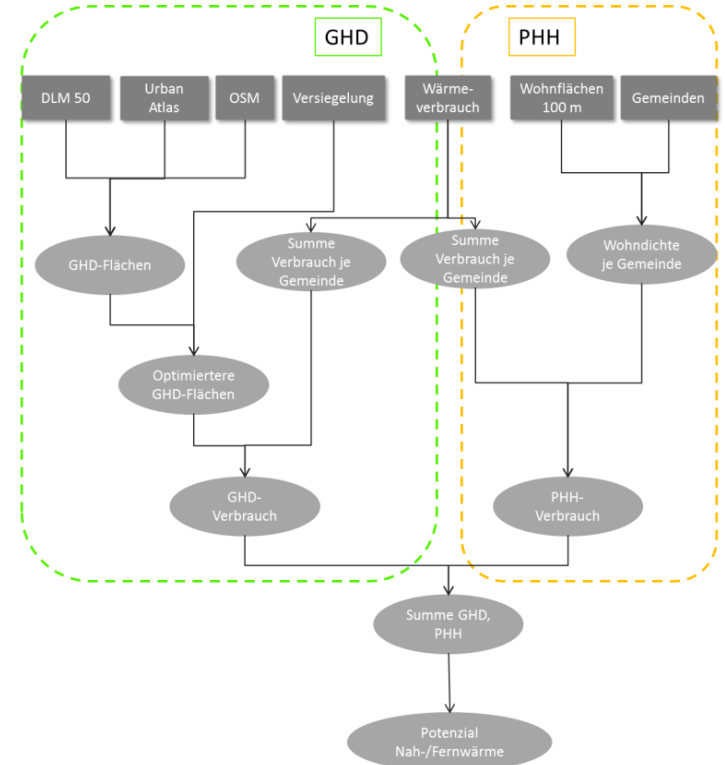 GHD
PHH
DLM 50
Urban
Atlas
OSM
Versiegelung
Wärme-
verbrauch
Wohnflächen
100 m
Gemeinden
GHD-Flächen
Summe
Verbrauch je
Gemeinde
Summe
Verbrauch je
Gemeinde
Wohndichte
je Gemeinde
Optimiertere
GHD-Flächen
GHD-
Verbrauch
PHH-
Verbrauch
Summe GHD,
PHH
Potenzial
Nah-/Fernwärme